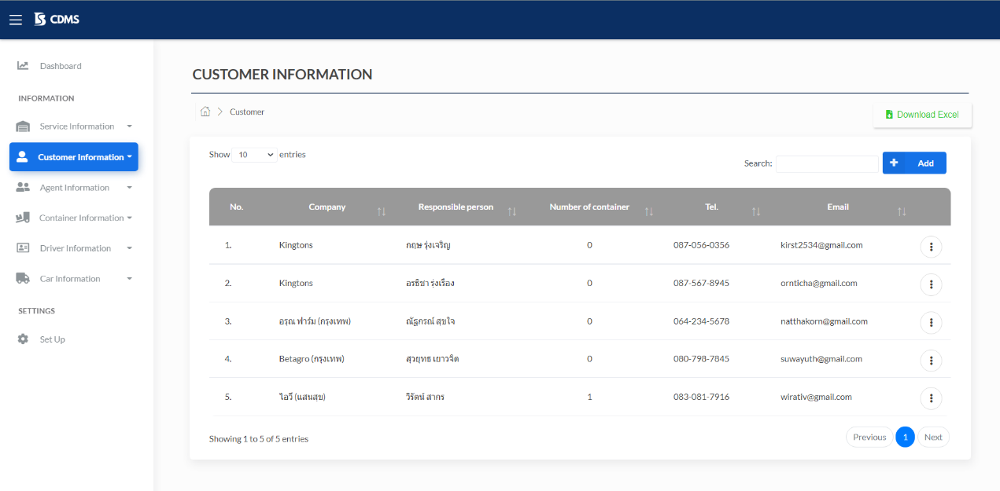 CDMS
Dashboard
INFORMATION
Service Information
Customer Information
Agent Information
Container Information
Driver Information
Car Information
SETTINGS
Set Up
CUSTOMER INFORMATION
Customer
Download Excel
Show 10 entries
Search: Add
No. Company Responsible person Number of container Tel. Email
1. Kingtons กฤษ รุ่งเจริญ 0 087-056-0356 kirst2534@gmail.com
2. Kingtons อรธิชา รุ่งเรือง 0 087-567-8945 ornticha@gmail.com
3. อรุณ ฟาร์ม (กรุงเทพ) ณัฐกรณ์ สุขใจ 0 064-234-5678 natthakorn@gmail.com
4. Betagro (กรุงเทพ) สุวยุทธ เยาวจิต 0 080-798-7845 suwayuth@gmail.com
5. ไอวี (แสนสุข) วิรัตน์ สากร 1 083-081-7916 wirativ@gmail.com
Showing 1 to 5 of 5 entries
Previous 1 Next